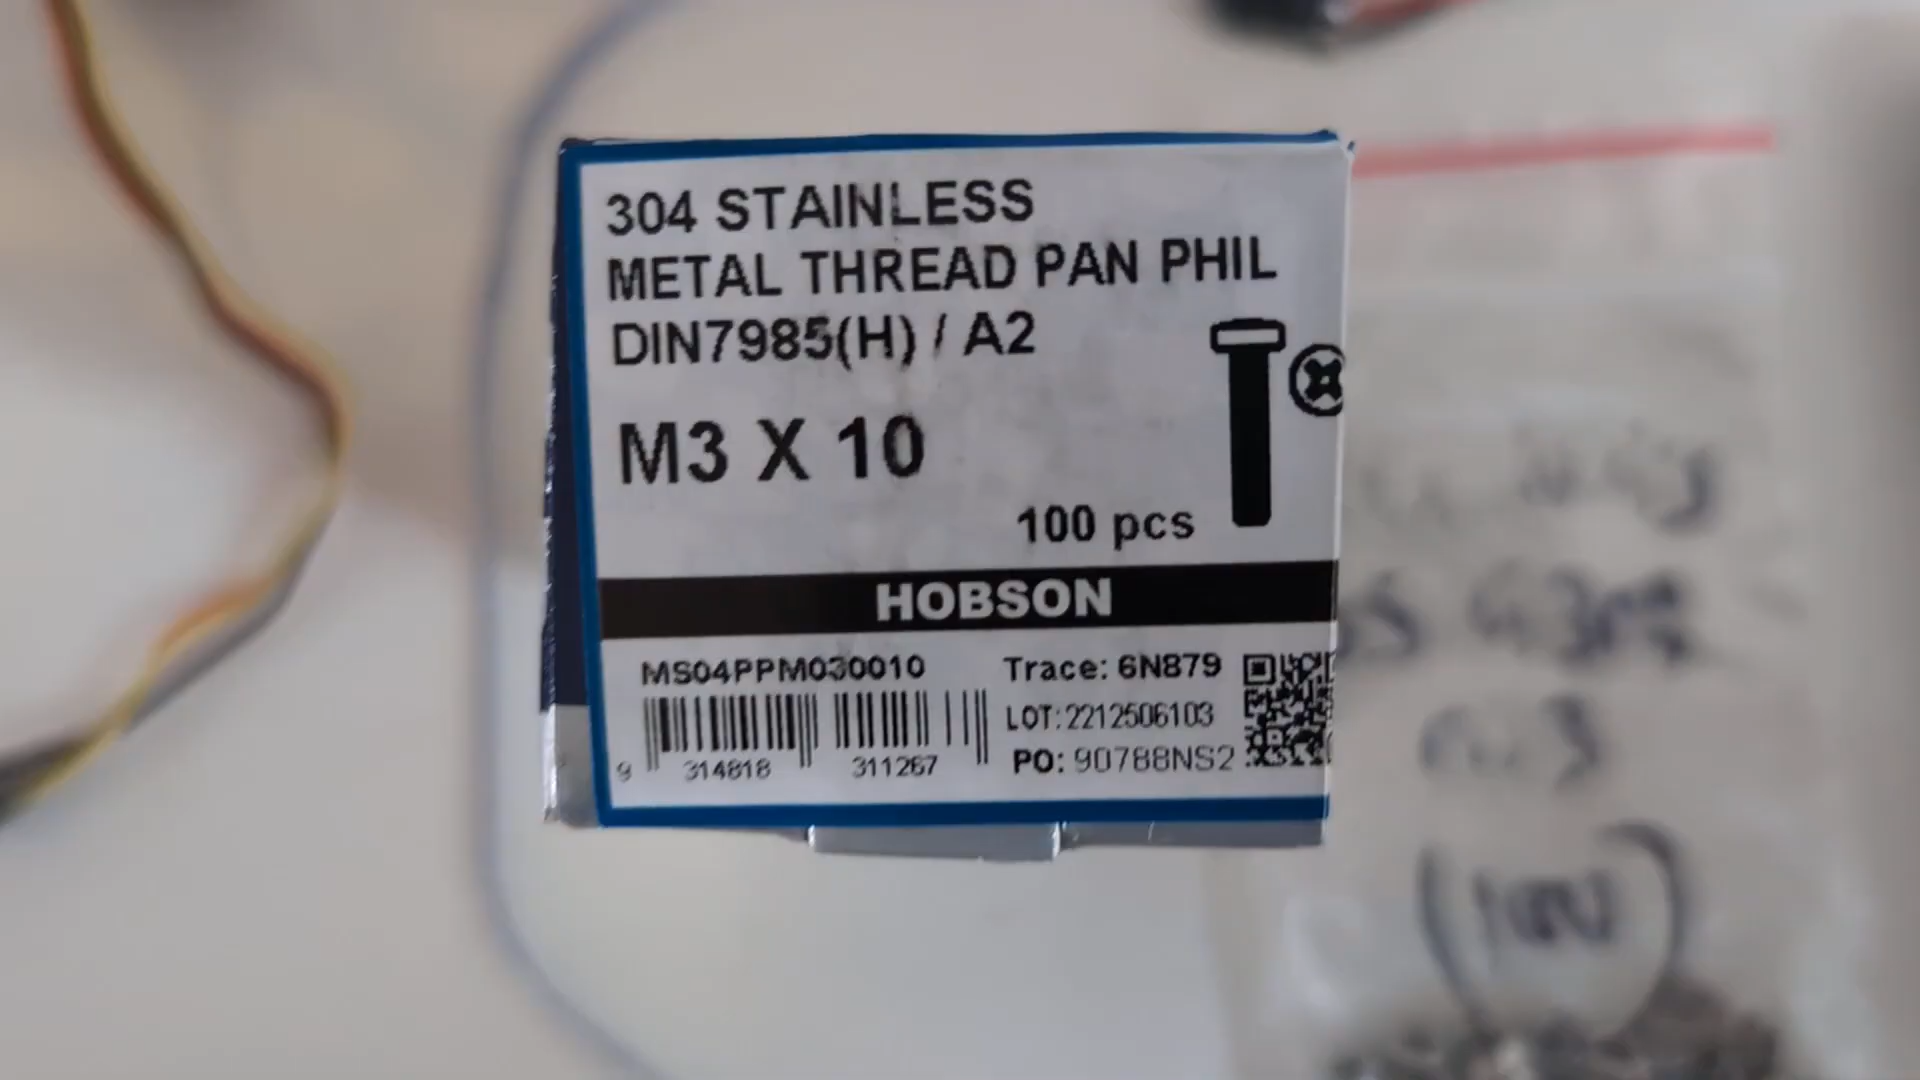 304 STAINLESS
METAL THREAD PAN PHIL
DIN7985(H) / A2
M3 X 10
100 pcs
HOBSON
MS04PPM030010
Trace: 6N879
LOT:2212506103
PO: 90788NS2
9 314818 311267